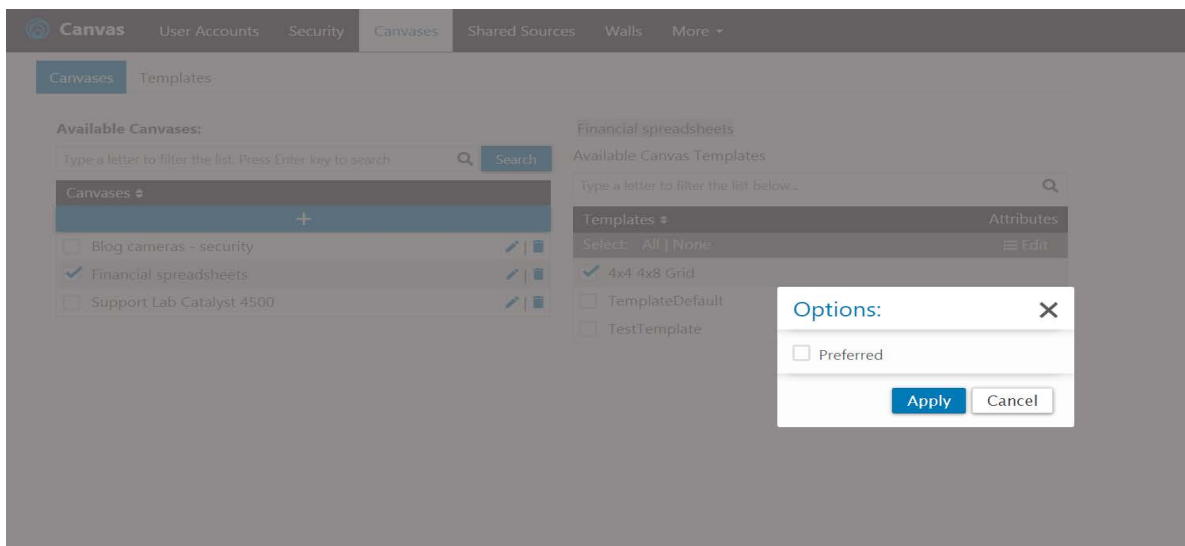 Canvas User Accounts Security Canvases Shared Sources Walls More
Canvases Templates
Available Canvases:
Type a letter to filter the list. Press Enter key to search
Search
Canvases
+
Blog cameras - security
Financial spreadsheets
Support Lab Catalyst 4500
Financial spreadsheets
Available Canvas Templates
Type a letter to filter the list below...
Templates Attributes
Select: All | None Edit
4x4 4x8 Grid
TemplateDefault
TestTemplate
Options:
Preferred
Apply Cancel